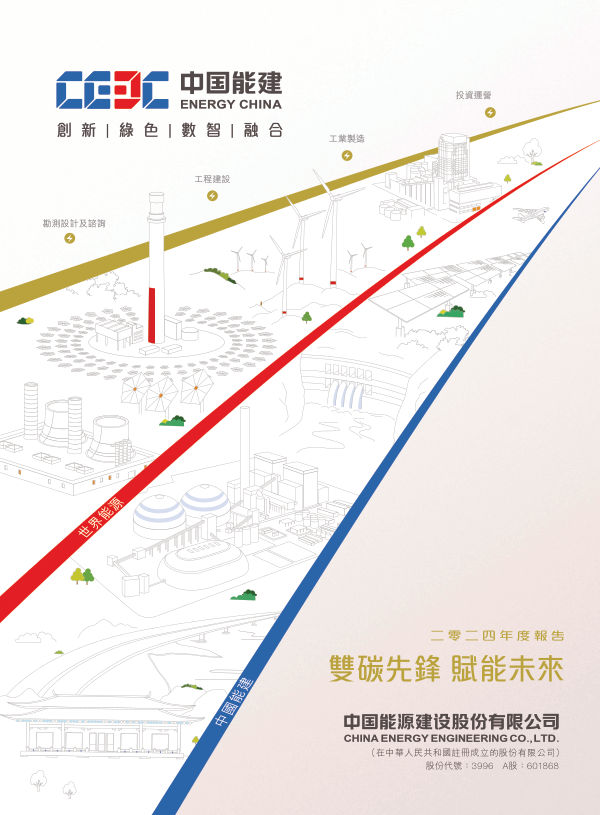 CEEC 中国能建
ENERGY CHINA
創新|綠色|數智|融合
投資運營
工業製造
工程建設
勘測設計及諮詢
世界能源
中國能建
二零二四年度報告
雙碳先鋒 賦能未來
中国能源建设股份有限公司
CHINA ENERGY ENGINEERING CO., LTD.
（在中華人民共和國註冊成立的股份有限公司）
股份代號：3996 A股：601868